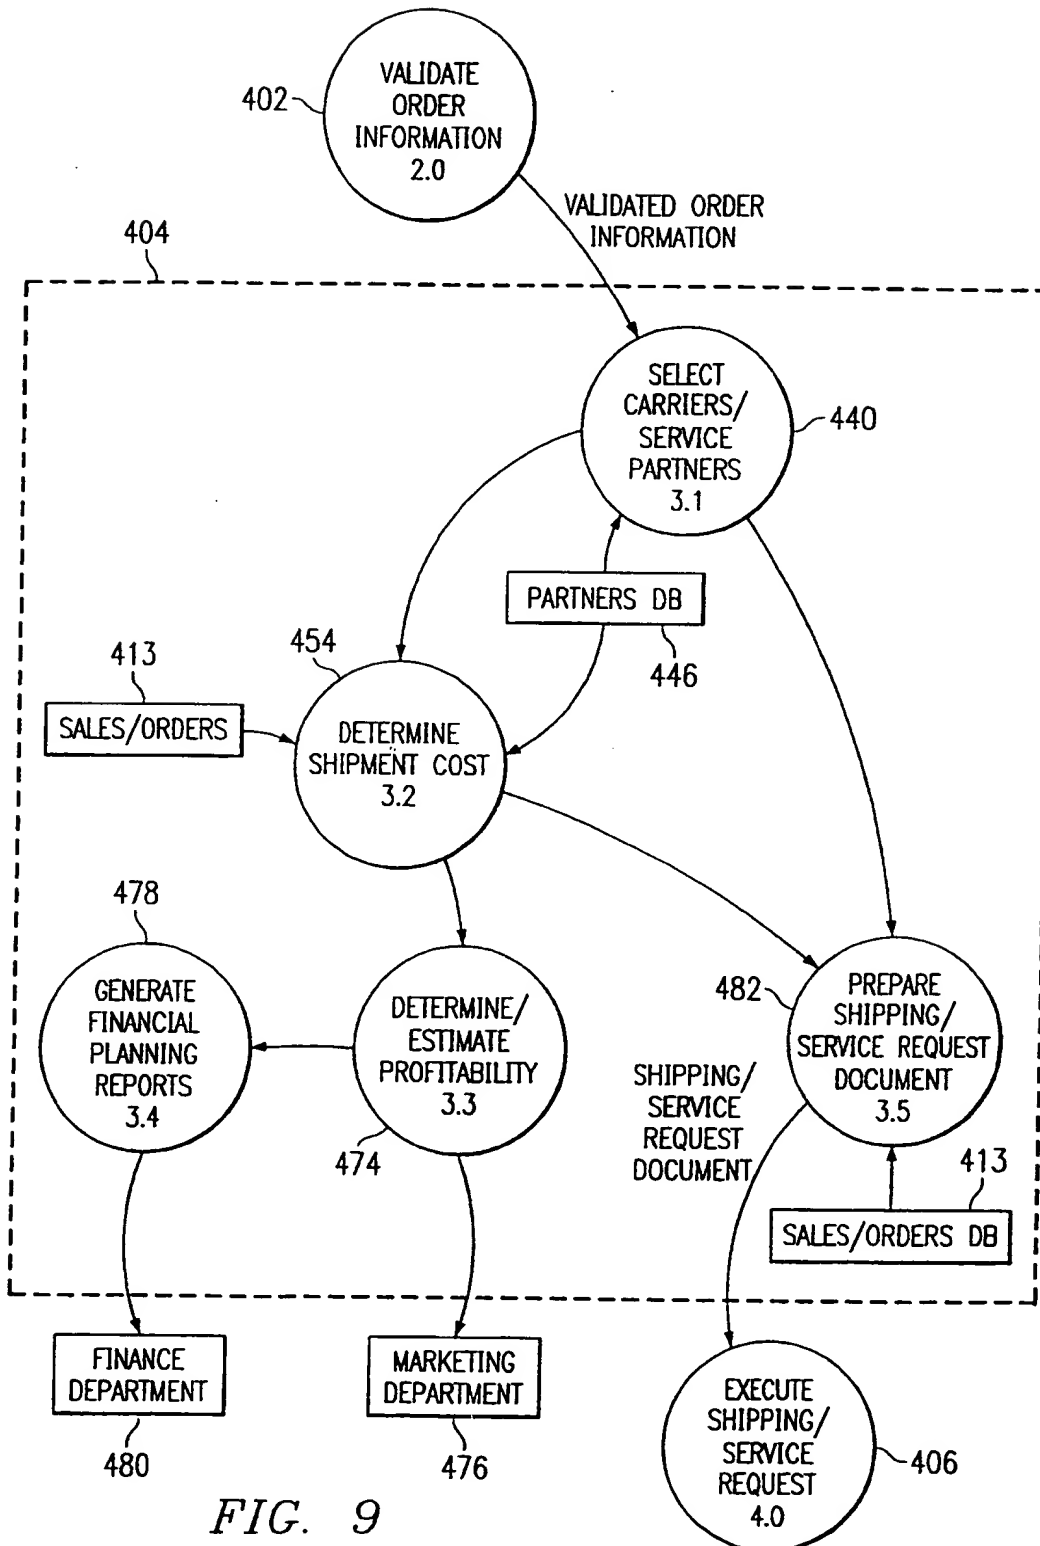 VALIDATE
ORDER
INFORMATION
2.0
402
VALIDATED ORDER
INFORMATION
404
SELECT
CARRIERS/
SERVICE
PARTNERS
3.1
440
PARTNERS DB
446
454
413
SALES/ORDERS
DETERMINE
SHIPMENT COST
3.2
478
GENERATE
FINANCIAL
PLANNING
REPORTS
3.4
DETERMINE/
ESTIMATE
PROFITABILITY
3.3
474
482
PREPARE
SHIPPING/
SERVICE REQUEST
DOCUMENT
3.5
SHIPPING/
SERVICE
REQUEST
DOCUMENT
413
SALES/ORDERS DB
FINANCE
DEPARTMENT
480
MARKETING
DEPARTMENT
476
EXECUTE
SHIPPING/
SERVICE
REQUEST
4.0
406
FIG. 9